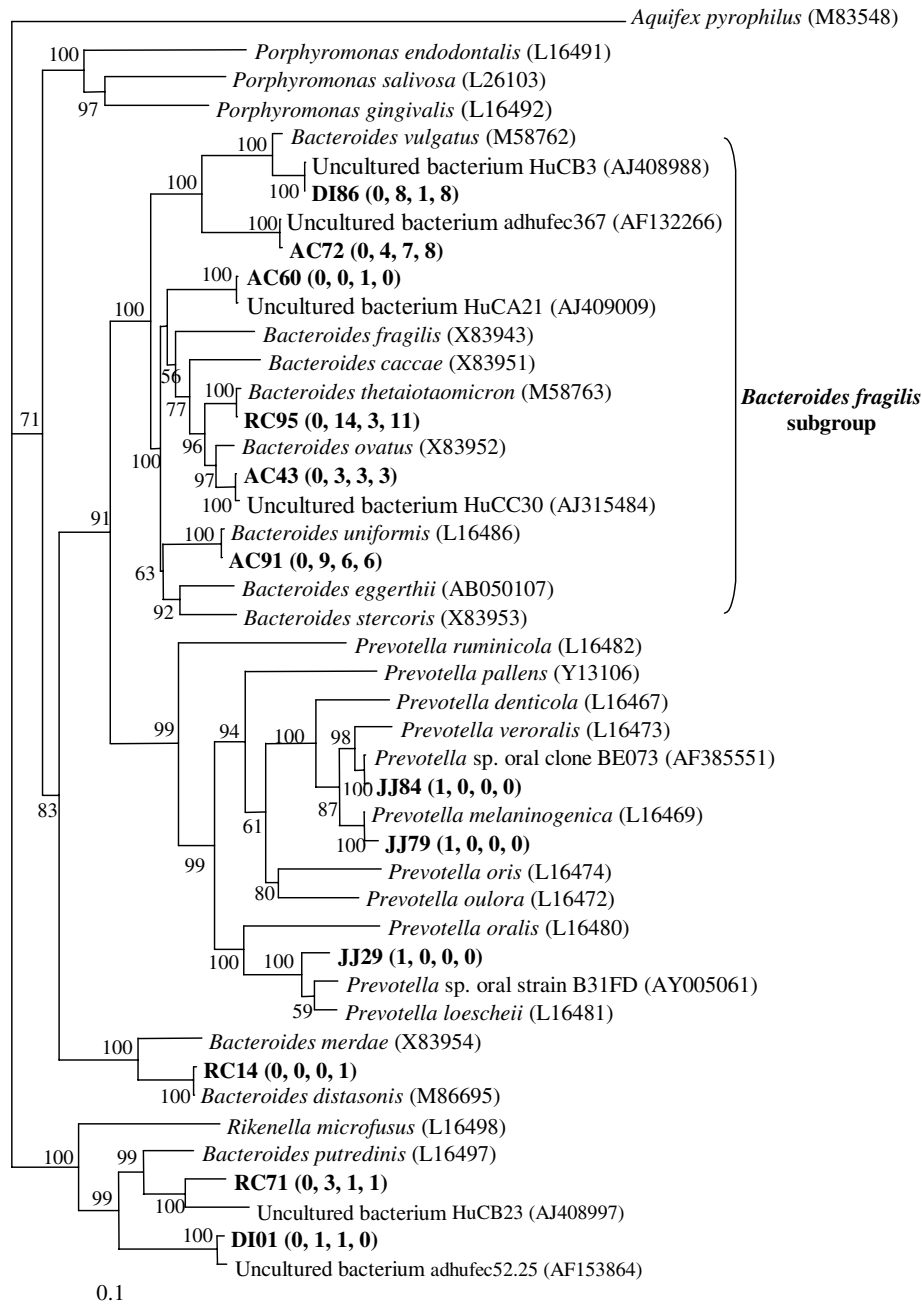 Aquifex pyrophilus (M83548)
100
Porphyromonas endodontalis (L16491)
Porphyromonas salivosa (L26103)
97
Porphyromonas gingivalis (L16492)
100
Bacteroides vulgatus (M58762)
Uncultured bacterium HuCB3 (AJ408988)
100
100
DI86 (0, 8, 1, 8)
100
Uncultured bacterium adhufec367 (AF132266)
AC72 (0, 4, 7, 8)
100
AC60 (0, 0, 1, 0)
100
Uncultured bacterium HuCA21 (AJ409009)
Bacteroides fragilis (X83943)
56
Bacteroides caccae (X83951)
77
100
Bacteroides thetaiotaomicron (M58763)
RC95 (0, 14, 3, 11)
Bacteroides fragilis
subgroup
71
96
Bacteroides ovatus (X83952)
100
97
AC43 (0, 3, 3, 3)
100
Uncultured bacterium HuCC30 (AJ315484)
91
100
Bacteroides uniformis (L16486)
AC91 (0, 9, 6, 6)
63
Bacteroides eggerthii (AB050107)
92
Bacteroides stercoris (X83953)
Prevotella ruminicola (L16482)
Prevotella pallens (Y13106)
Prevotella denticola (L16467)
99
94
100
98
Prevotella veroralis (L16473)
Prevotella sp. oral clone BE073 (AF385551)
100
JJ84 (1, 0, 0, 0)
83
87
Prevotella melaninogenica (L16469)
61
100
JJ79 (1, 0, 0, 0)
99
Prevotella oris (L16474)
80
Prevotella oulora (L16472)
Prevotella oralis (L16480)
100
100
JJ29 (1, 0, 0, 0)
Prevotella sp. oral strain B31FD (AY005061)
59
Prevotella loescheii (L16481)
100
Bacteroides merdae (X83954)
RC14 (0, 0, 0, 1)
100
Bacteroides distasonis (M86695)
Rikenella microfusus (L16498)
100
99
Bacteroides putredinis (L16497)
RC71 (0, 3, 1, 1)
99
100
Uncultured bacterium HuCB23 (AJ408997)
100
DI01 (0, 1, 1, 0)
Uncultured bacterium adhufec52.25 (AF153864)
0.1